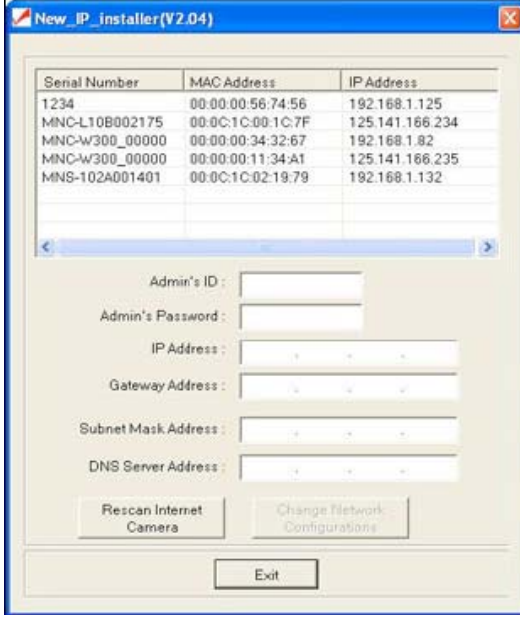 New_IP_installer(V2.04)
Serial Number MAC Address IP Address
1234 00:00:00:56:74:56 192.168.1.125
MNC-L10B002175 00:0C:1C:00:1C:7F 125.141.166.234
MNC-W300_00000 00:00:00:34:32:67 192.168.1.82
MNC-W300_00000 00:00:00:11:34:A1 125.141.166.235
MNS-102A001401 00:0C:1C:02:19:79 192.168.1.132
Admin's ID :
Admin's Password :
IP Address :
Gateway Address :
Subnet Mask Address :
DNS Server Address :
Rescan Internet
Camera
Change Network
Configurations
Exit